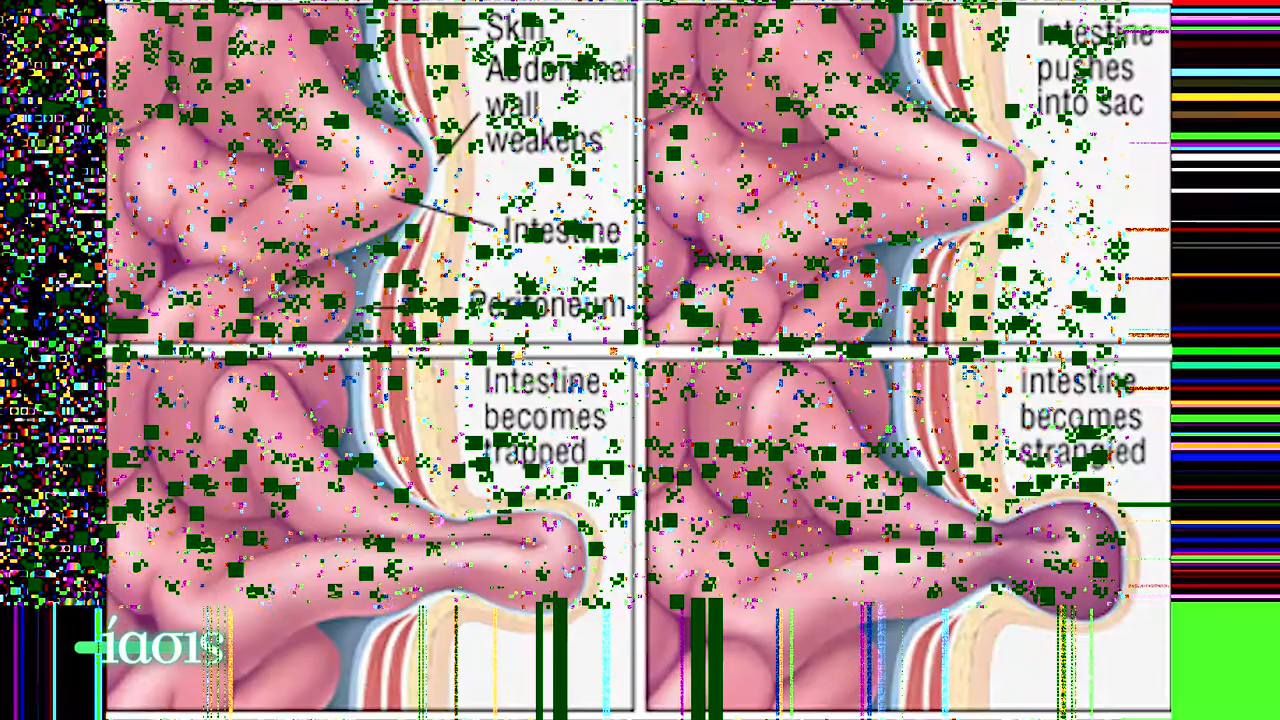 Skin
Abdominal
wall
weakens
Intestine
Peritoneum
Intestine
pushes
into sac
Intestine
becomes
trapped
Intestine
becomes
strangled
ίασις